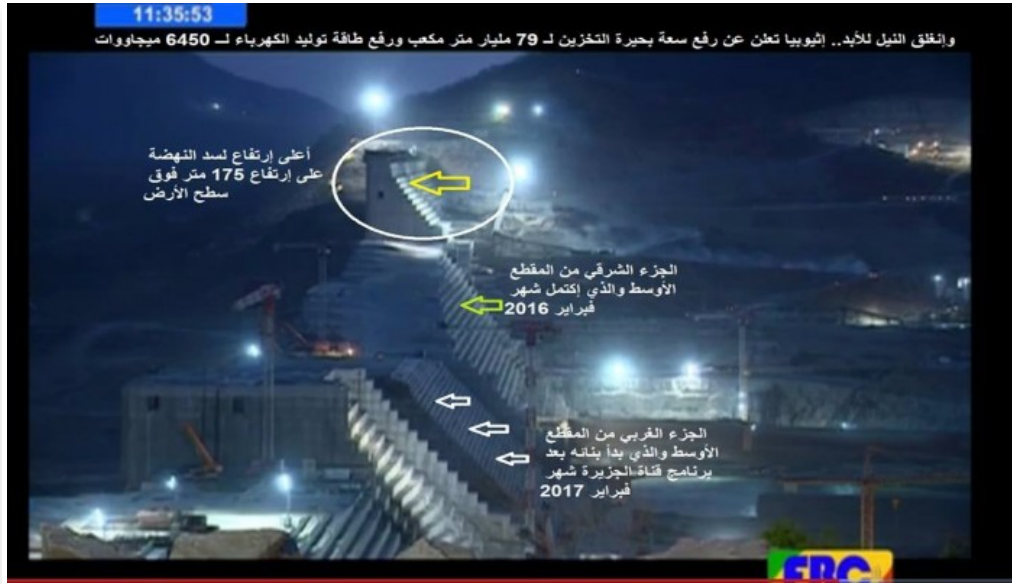 11:35:53
وإنغلق النيل للأبد.. إثيوبيا تعلن عن رفع سعة بحيرة التخزين لـ 79 مليار متر مكعب ورفع طاقة توليد الكهرباء لــ 6450 ميجاووات
أعلى إرتفاع لسد النهضة
على إرتفاع 175 متر فوق
سطح الأرض
الجزء الشرقي من المقطع
الأوسط والذي إكتمل شهر
فبراير 2016
الجزء الغربي من المقطع
الأوسط والذي بدأ بنائه بعد
برنامج قناة الجزيرة شهر
فبراير 2017
EBC